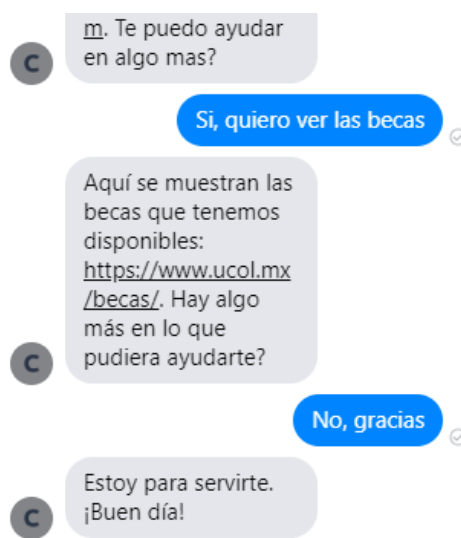 m. Te puedo ayudar
en algo mas?
C
Si, quiero ver las becas
Aquí se muestran las
becas que tenemos
disponibles:
https://www.ucol.mx
/becas/. Hay algo
más en lo que
pudiera ayudarte?
C
No, gracias
Estoy para servirte.
¡Buen día!
C